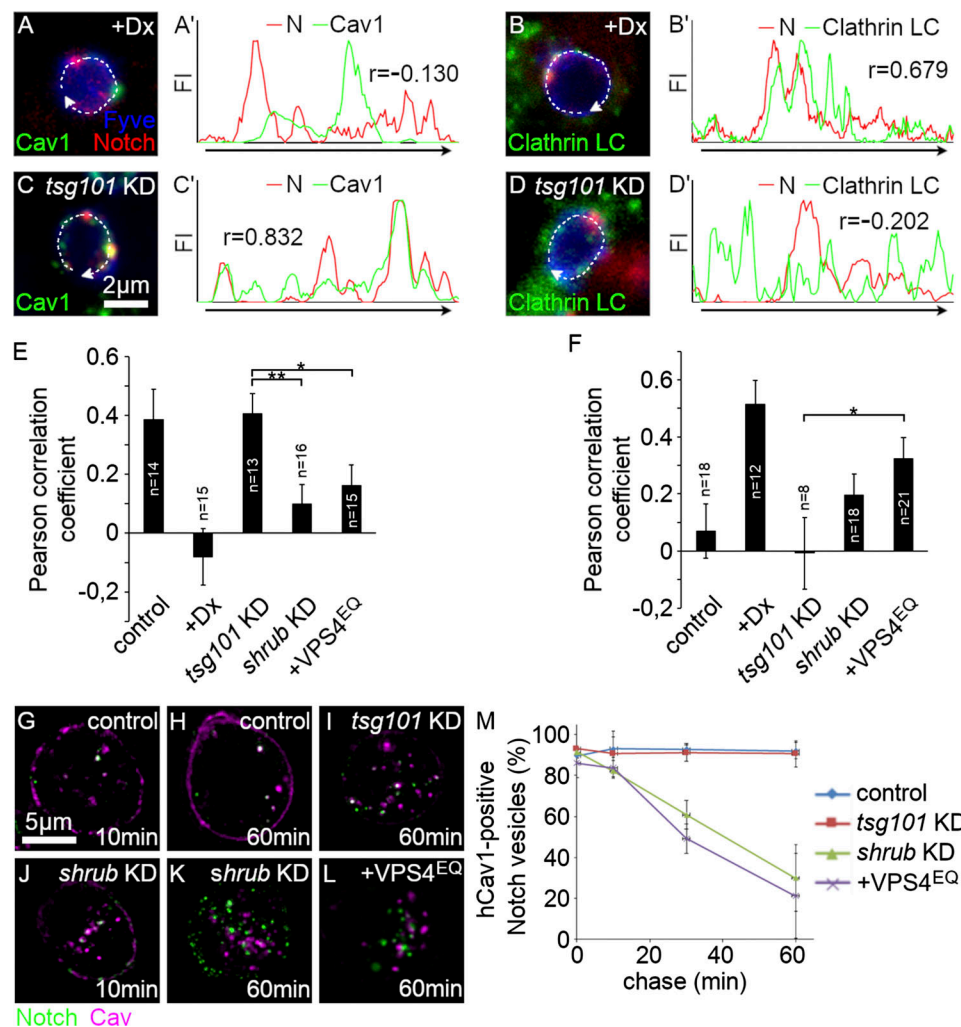 A +Dx
Fyve
Cav1 Notch
A' N Cav1
FI
r=−0.130
B +Dx
Clathrin LC
B' N Clathrin LC
FI
r=0.679
C tsg101 KD
2µm
Cav1
C' N Cav1
FI
r=0.832
D tsg101 KD
Clathrin LC
D' N Clathrin LC
FI
r=−0.202
E
Pearson correlation
coefficient
0.6
0.4
0.2
0
-0,2
* 
**
n=14
n=15
n=13
n=16
n=15
control
+Dx
tsg101 KD
shrub KD
+VPS4EQ
F
Pearson correlation
coefficient
0.6
0.4
0.2
0
-0,2
*
n=18
n=12
n=8
n=18
n=21
control
+Dx
tsg101 KD
shrub KD
+VPS4EQ
G control
5µm
10min
H control
60min
I tsg101 KD
60min
J shrub KD
10min
K shrub KD
60min
L +VPS4EQ
60min
Notch Cav
M
hCav1-positive
Notch vesicles (%)
100
80
60
40
20
0
0 20 40 60
chase (min)
control
tsg101 KD
shrub KD
+VPS4EQ